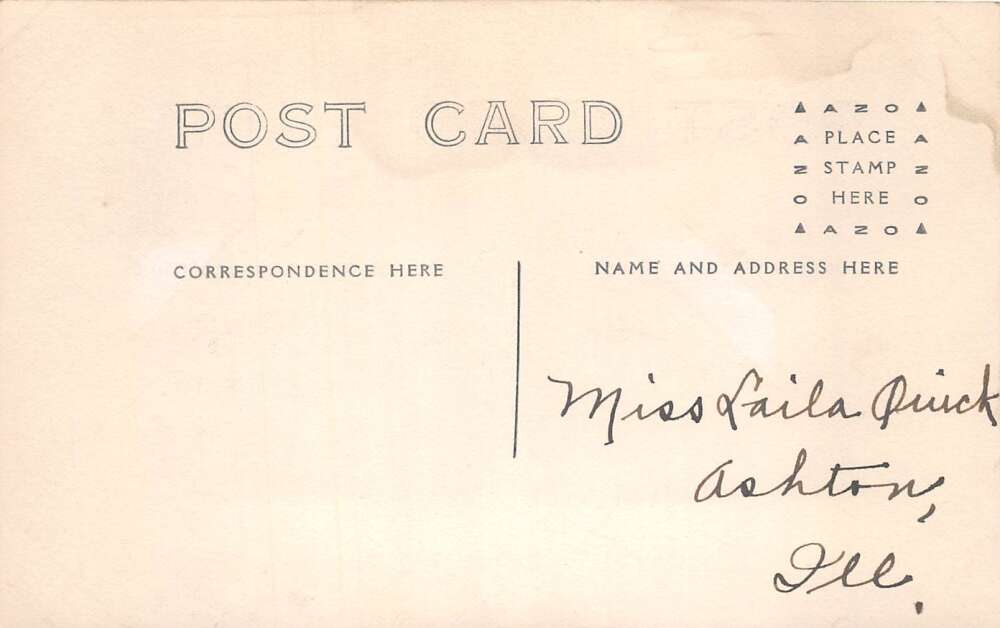 POST CARD
AZO
A PLACE A
Z STAMP Z
O HERE O
AZO
CORRESPONDENCE HERE
NAME AND ADDRESS HERE
Miss Laila Quick
Ashton,
Ill.